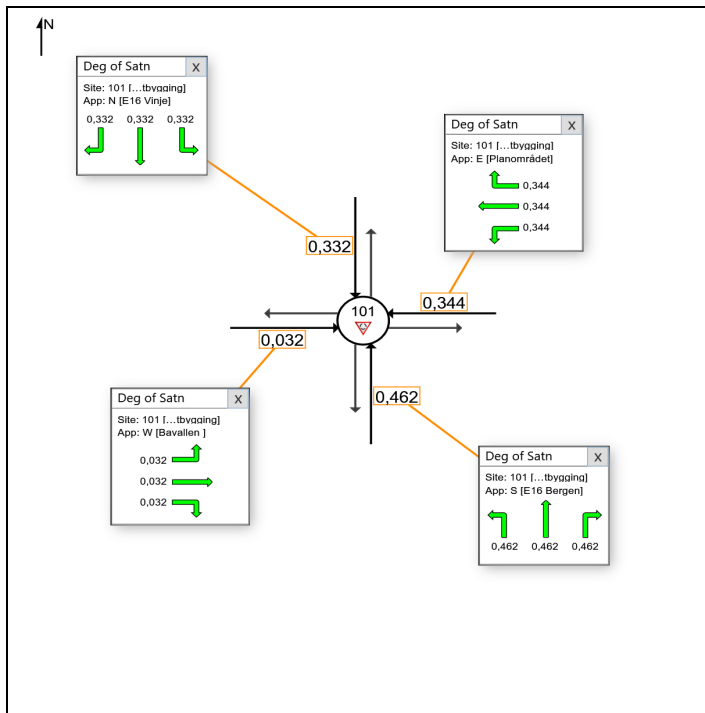 N
Deg of Satn X
Site: 101 [...tbygging]
App: N [E16 Vinje]
0,332 0,332 0,332
Deg of Satn X
Site: 101 [...tbygging]
App: E [Planområdet]
0,344
0,344
0,344
0,332
0,344
101
0,032
0,462
Deg of Satn X
Site: 101 [...tbygging]
App: W [Bavallen ]
0,032
0,032
0,032
Deg of Satn X
Site: 101 [...tbygging]
App: S [E16 Bergen]
0,462 0,462 0,462